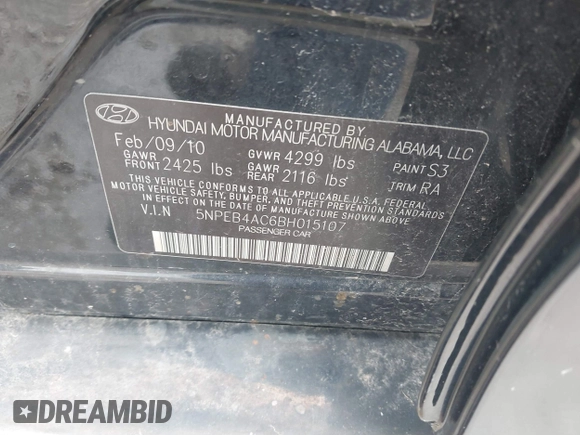 MANUFACTURED BY
HYUNDAI MOTOR MANUFACTURING ALABAMA, LLC
Feb/09/10 GVWR 4299 lbs PAINT S3
GAWR FRONT 2425 lbs GAWR REAR 2116 lbs TRIM RA
THIS VEHICLE CONFORMS TO ALL APPLICABLE U.S.A. FEDERAL
MOTOR VEHICLE SAFETY, BUMPER, AND THEFT PREVENTION STANDARDS
IN EFFECT ON THE DATE OF MANUFACTURE SHOWN ABOVE.
V.I.N 5NPEB4AC6BH015107
PASSENGER CAR
DREAMBID